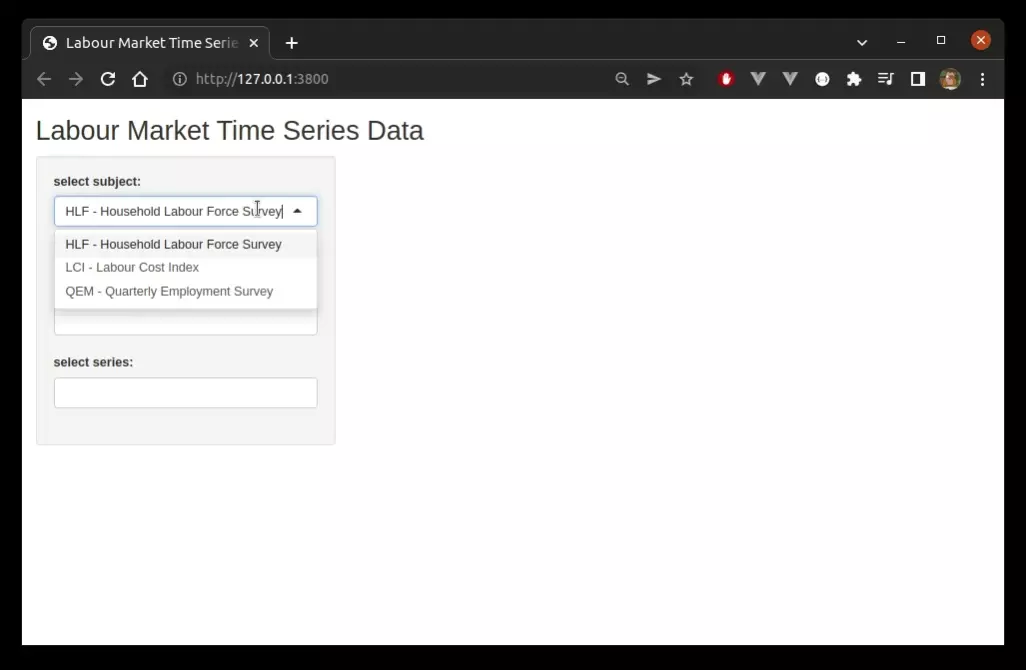 Labour Market Time Serie
http://127.0.0.1:3800
Labour Market Time Series Data
select subject:
HLF - Household Labour Force Survey
HLF - Household Labour Force Survey
LCI - Labour Cost Index
QEM - Quarterly Employment Survey
select series: